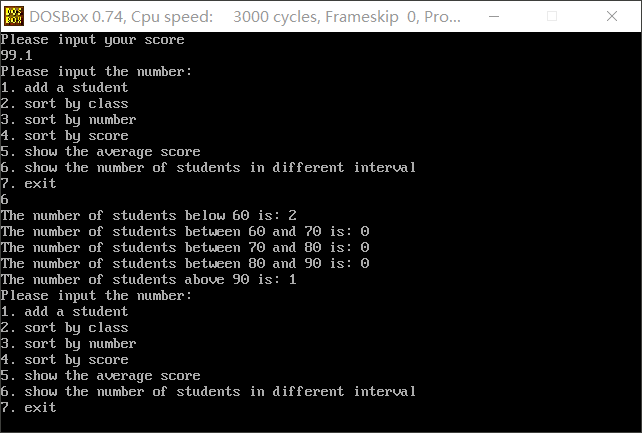 DOS
BOX
DOSBox 0.74, Cpu speed: 3000 cycles, Frameskip 0, Pro...
Please input your score
99.1
Please input the number:
1. add a student
2. sort by class
3. sort by number
4. sort by score
5. show the average score
6. show the number of students in different interval
7. exit
6
The number of students below 60 is: 2
The number of students between 60 and 70 is: 0
The number of students between 70 and 80 is: 0
The number of students between 80 and 90 is: 0
The number of students above 90 is: 1
Please input the number:
1. add a student
2. sort by class
3. sort by number
4. sort by score
5. show the average score
6. show the number of students in different interval
7. exit